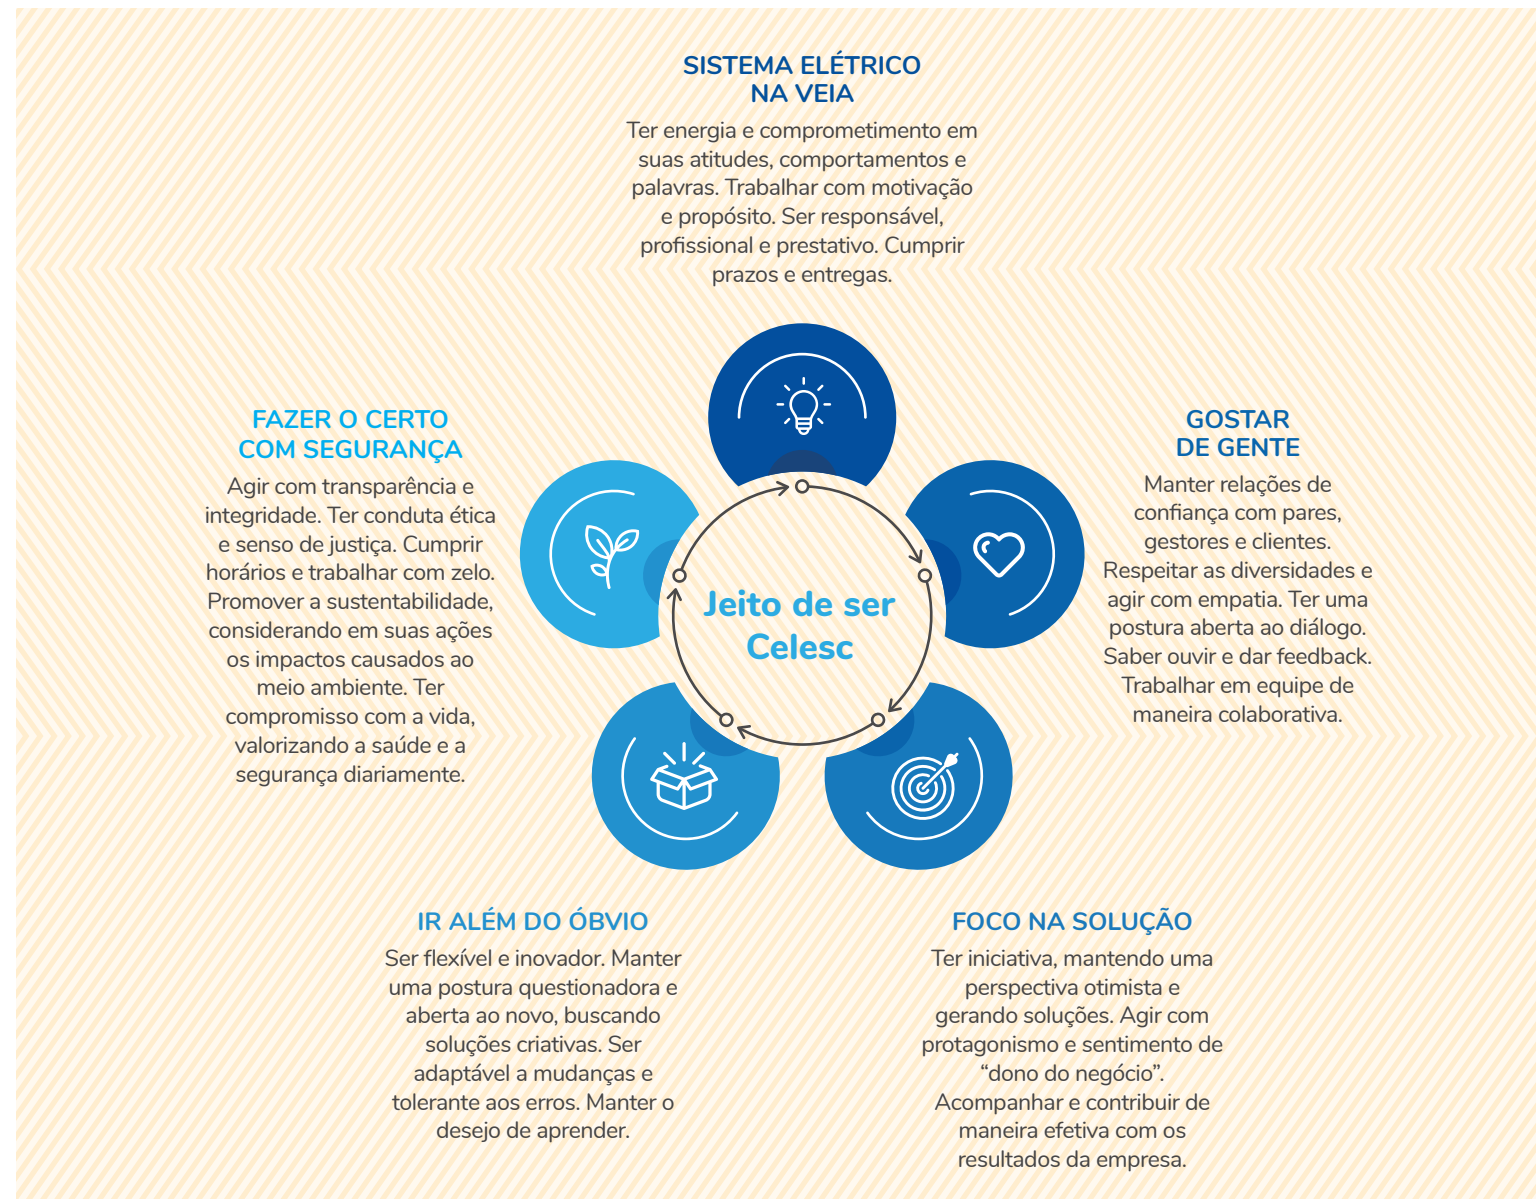 SISTEMA ELÉTRICO
NA VEIA
Ter energia e comprometimento em
suas atitudes, comportamentos e
palavras. Trabalhar com motivação
e propósito. Ser responsável,
profissional e prestativo. Cumprir
prazos e entregas.
FAZER O CERTO
COM SEGURANÇA
Agir com transparência e
integridade. Ter conduta ética
e senso de justiça. Cumprir
horários e trabalhar com zelo.
Promover a sustentabilidade,
considerando em suas ações
os impactos causados ao
meio ambiente. Ter
compromisso com a vida,
valorizando a saúde e a
segurança diariamente.
Jeito de ser
Celesc
GOSTAR
DE GENTE
Manter relações de
confiança com pares,
gestores e clientes.
Respeitar as diversidades e
agir com empatia. Ter uma
postura aberta ao diálogo.
Saber ouvir e dar feedback.
Trabalhar em equipe de
maneira colaborativa.
IR ALÉM DO ÓBVIO
Ser flexível e inovador. Manter
uma postura questionadora e
aberta ao novo, buscando
soluções criativas. Ser
adaptável a mudanças e
tolerante aos erros. Manter o
desejo de aprender.
FOCO NA SOLUÇÃO
Ter iniciativa, mantendo uma
perspectiva otimista e
gerando soluções. Agir com
protagonismo e sentimento de
“dono do negócio”.
Acompanhar e contribuir de
maneira efetiva com os
resultados da empresa.